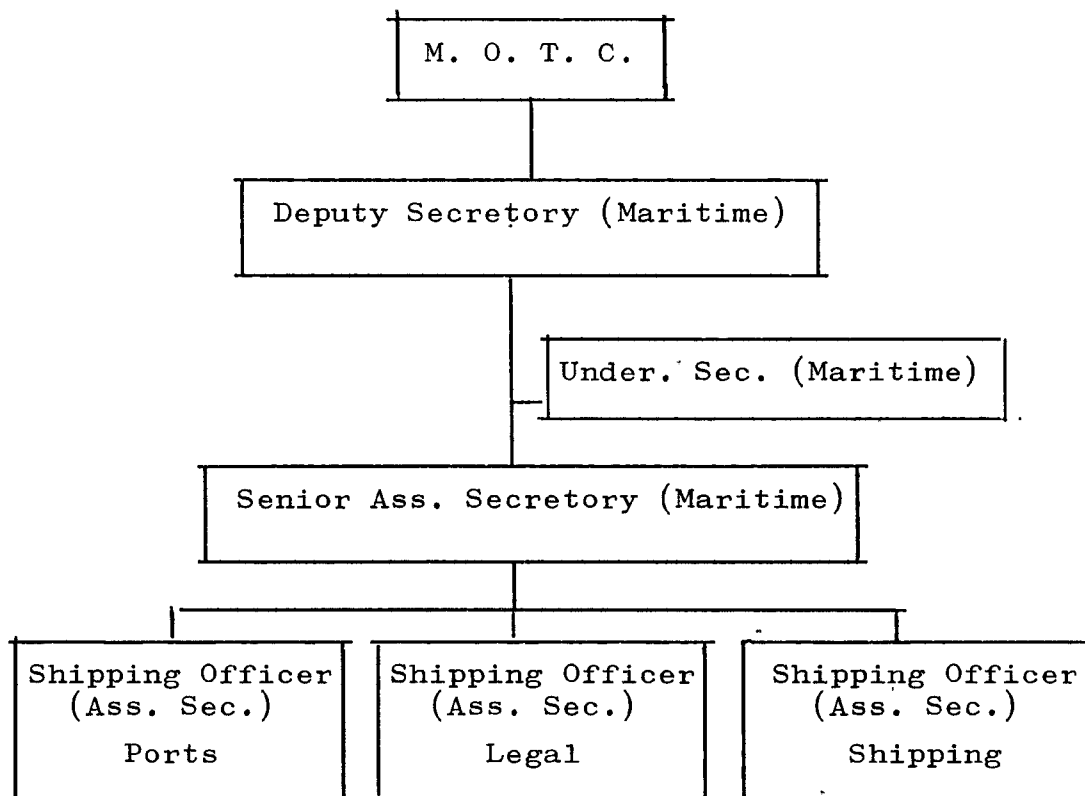 M. O. T. C.
Deputy Secretory (Maritime)
Under. Sec. (Maritime)
Senior Ass. Secretory (Maritime)
Shipping Officer
(Ass. Sec.)
Ports
Shipping Officer
(Ass. Sec.)
Legal
Shipping Officer
(Ass. Sec.)
Shipping